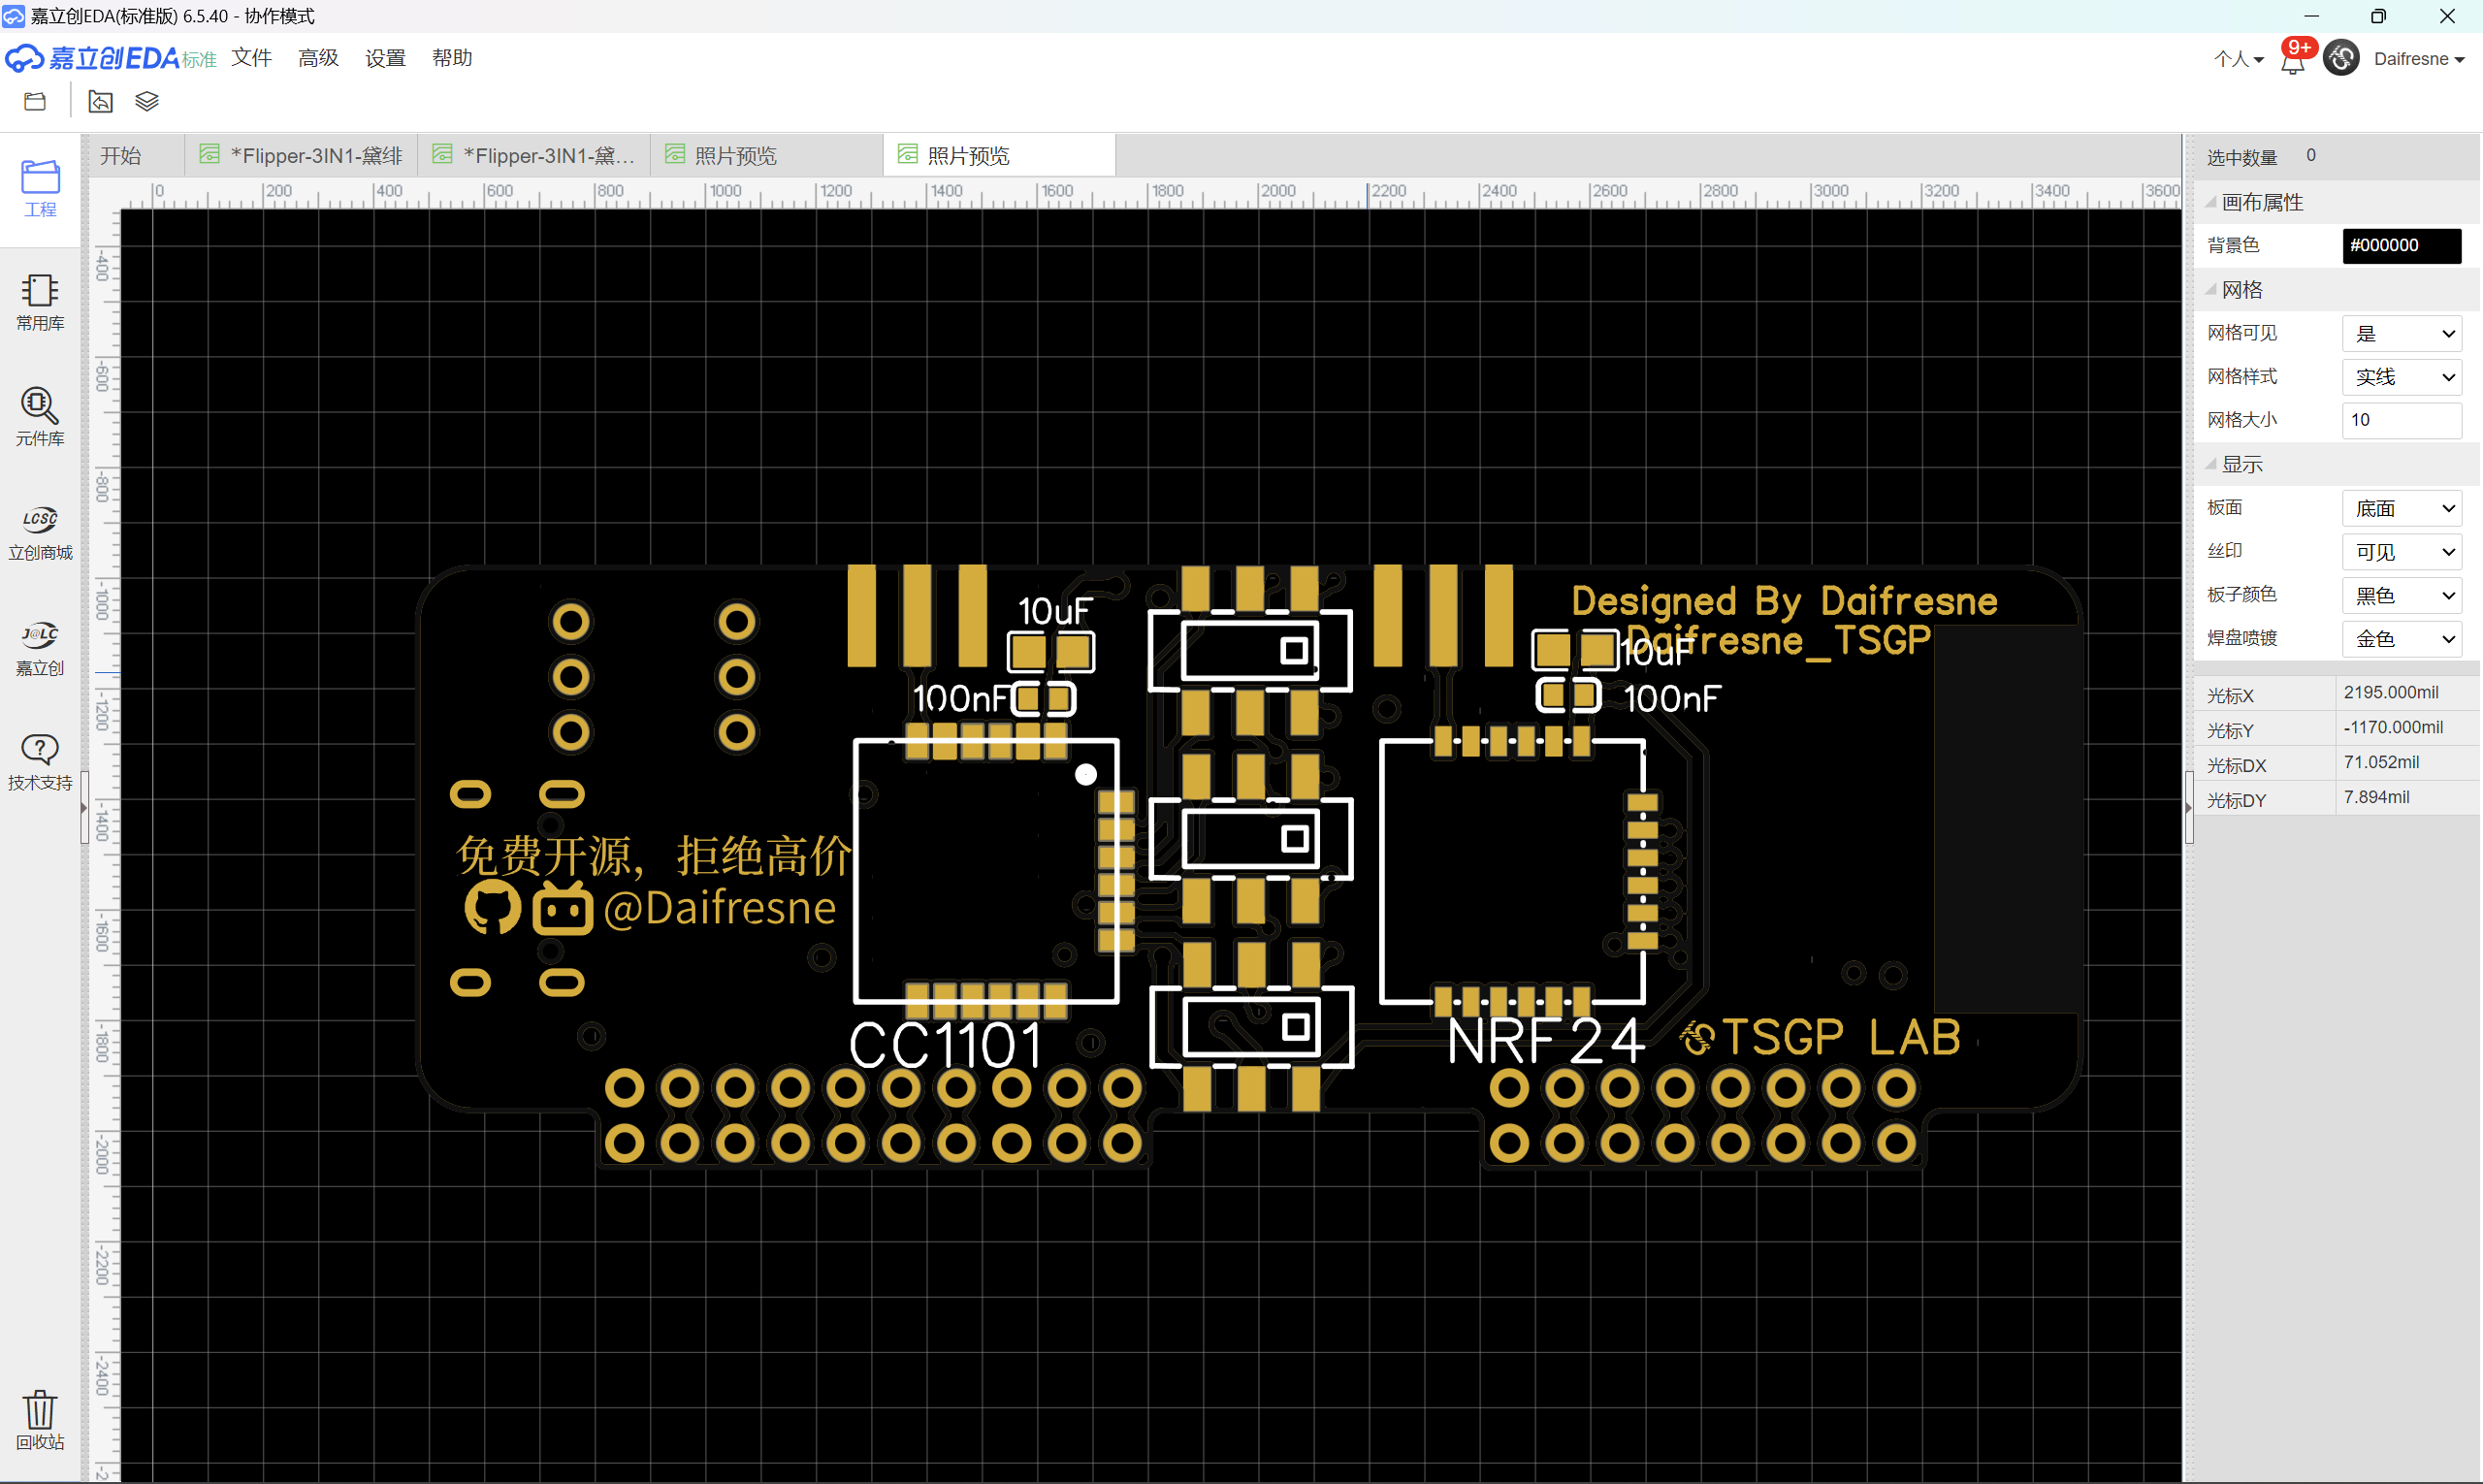 嘉立创EDA(标准版) 6.5.40 - 协作模式
嘉立创EDA标准 文件 高级 设置 帮助
个人 9+ Daifresne
工程
常用库
元件库
LCSC
立创商城
J@LC
嘉立创
技术支持
回收站
开始 *Flipper-3IN1-黛绯 *Flipper-3IN1-黛... 照片预览 照片预览
0 200 400 600 800 1000 1200 1400 1600 1800 2000 2200 2400 2600 2800 3000 3200 3400 3600
-400
-600
-800
-1000
-1200
-1400
-1600
-1800
-2000
-2200
-2400
10uF
100nF
Designed By Daifresne
Daifresne_TSGP
10uF
100nF
免费开源，拒绝高价
@Daifresne
CC1101
NRF24
TSGP LAB
选中数量 0
画布属性
背景色 #000000
网格
网格可见 是
网格样式 实线
网格大小 10
显示
板面 底面
丝印 可见
板子颜色 黑色
焊盘喷镀 金色
光标X 2195.000mil
光标Y -1170.000mil
光标DX 71.052mil
光标DY 7.894mil